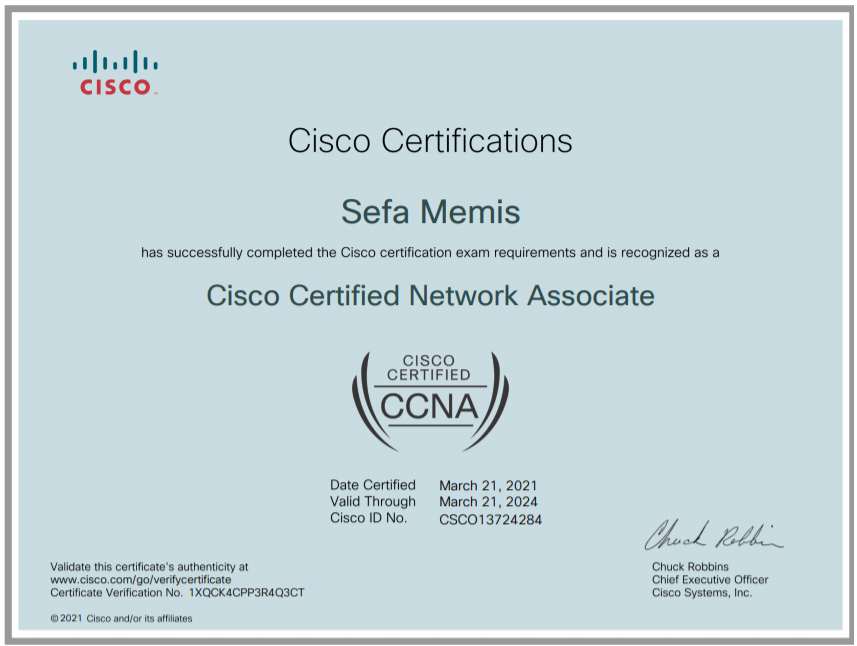 CISCO
Cisco Certifications
Sefa Memis
has successfully completed the Cisco certification exam requirements and is recognized as a
Cisco Certified Network Associate
CISCO
CERTIFIED
CCNA
Date Certified March 21, 2021
Valid Through March 21, 2024
Cisco ID No. CSCO13724284
Chuck Robbins
Validate this certificate's authenticity at
www.cisco.com/go/verifycertificate
Certificate Verification No. 1XQCK4CPP3R4Q3CT
Chuck Robbins
Chief Executive Officer
Cisco Systems, Inc.
© 2021 Cisco and/or its affiliates